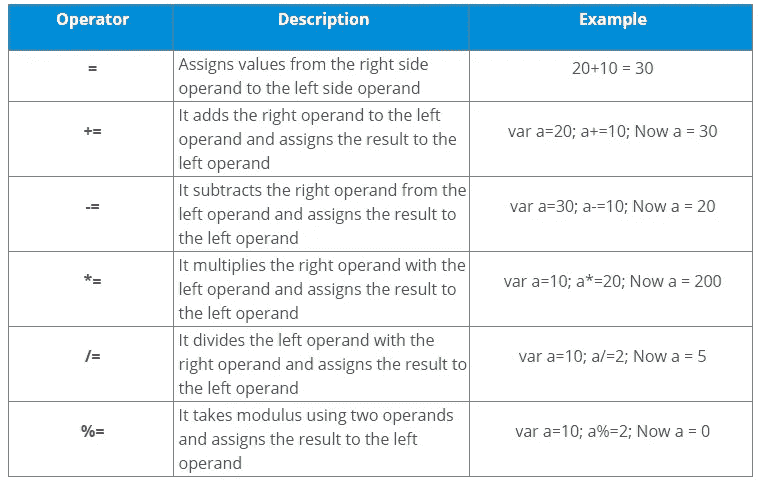 Operator Description Example
= Assigns values from the right side operand to the left side operand 20+10 = 30
+= It adds the right operand to the left operand and assigns the result to the left operand var a=20; a+=10; Now a = 30
-= It subtracts the right operand from the left operand and assigns the result to the left operand var a=30; a-=10; Now a = 20
*= It multiplies the right operand with the left operand and assigns the result to the left operand var a=10; a*=20; Now a = 200
/= It divides the left operand with the right operand and assigns the result to the left operand var a=10; a/=2; Now a = 5
%= It takes modulus using two operands and assigns the result to the left operand var a=10; a%=2; Now a = 0